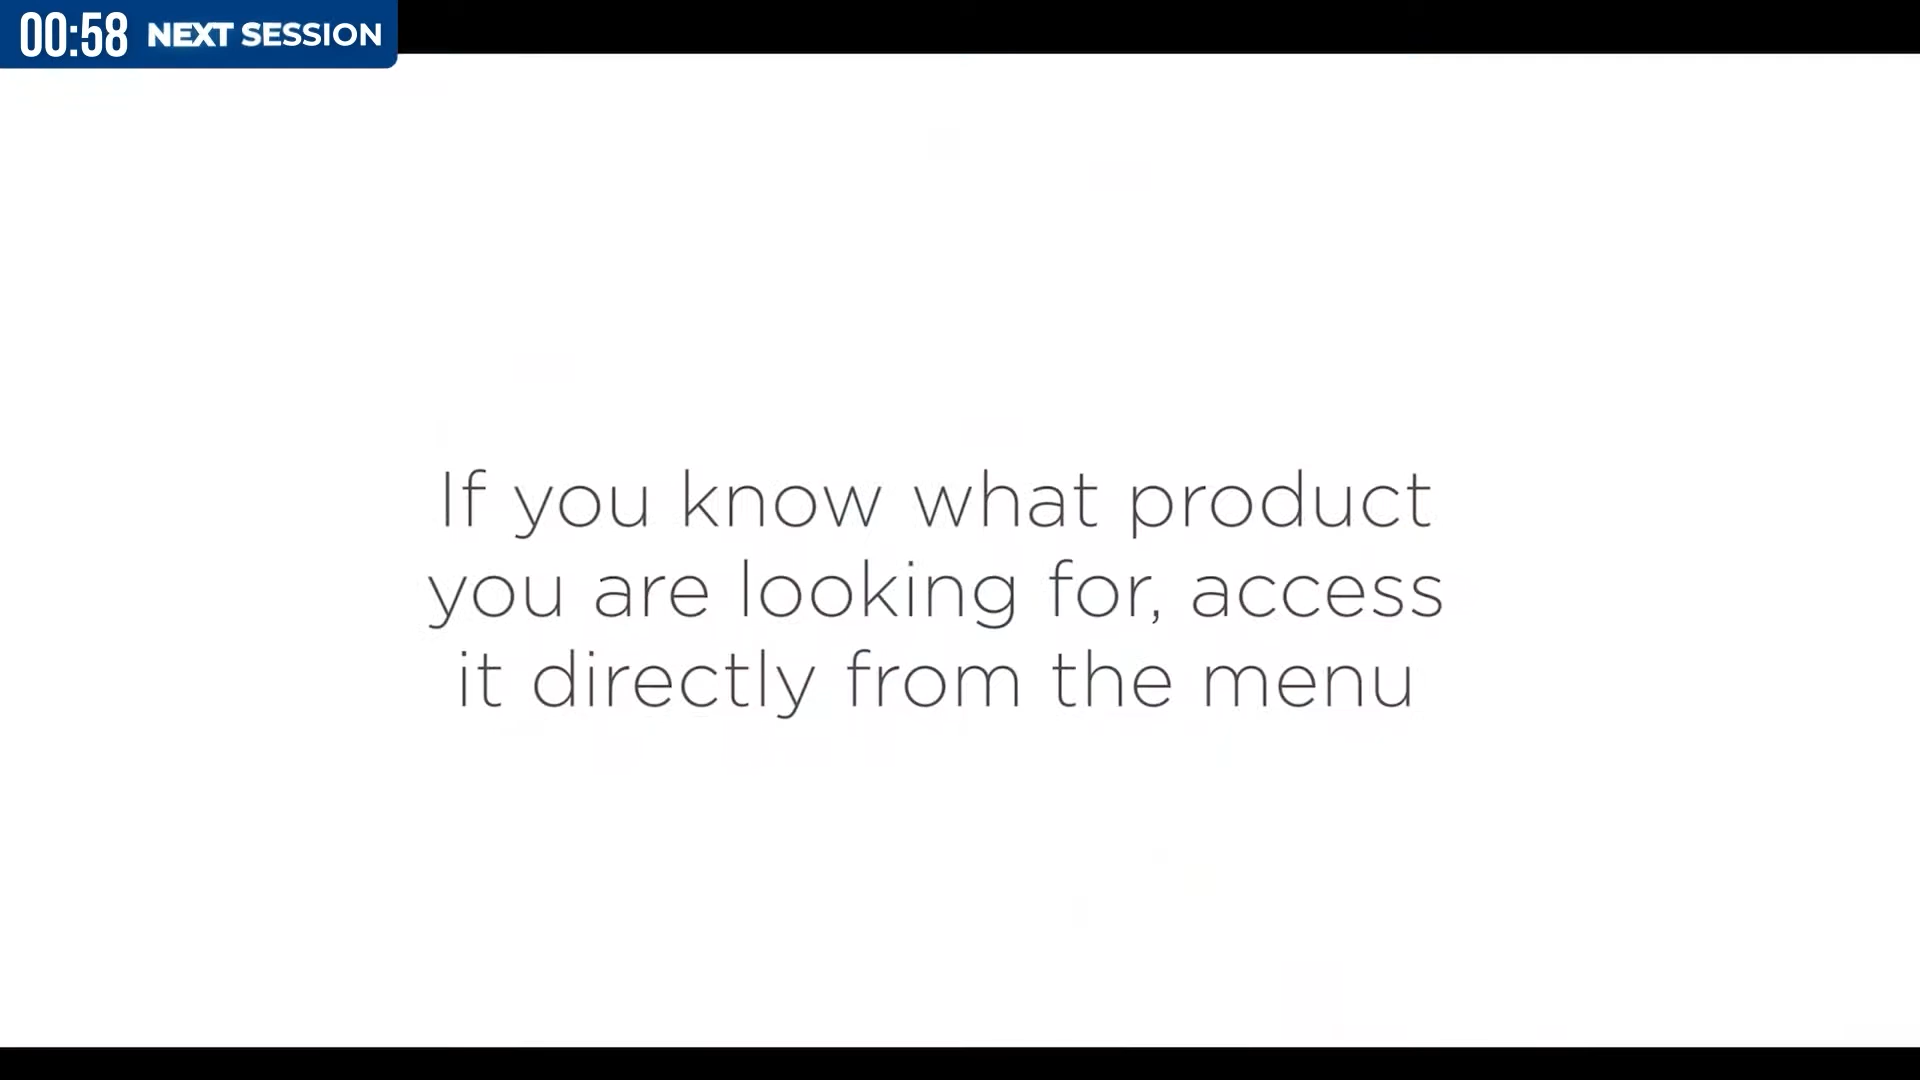 00:58 NEXT SESSION
If you know what product
you are looking for, access
it directly from the menu